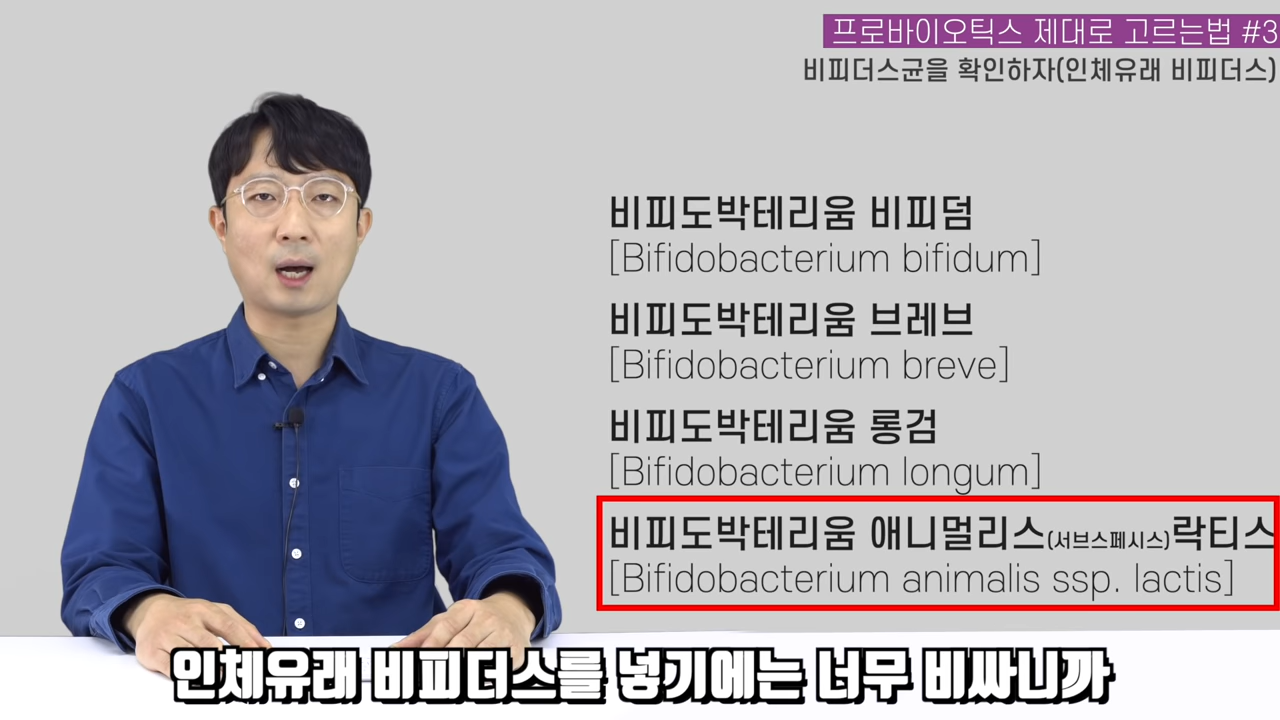 프로바이오틱스 제대로 고르는법 #3
비피더스균을 확인하자(인체유래 비피더스)
비피도박테리움 비피덤
[Bifidobacterium bifidum]
비피도박테리움 브레브
[Bifidobacterium breve]
비피도박테리움 롱검
[Bifidobacterium longum]
비피도박테리움 애니멀리스(서브스페시스)락티스
[Bifidobacterium animalis ssp. lactis]
인체유래 비피더스를 넣기에는 너무 비싸니까